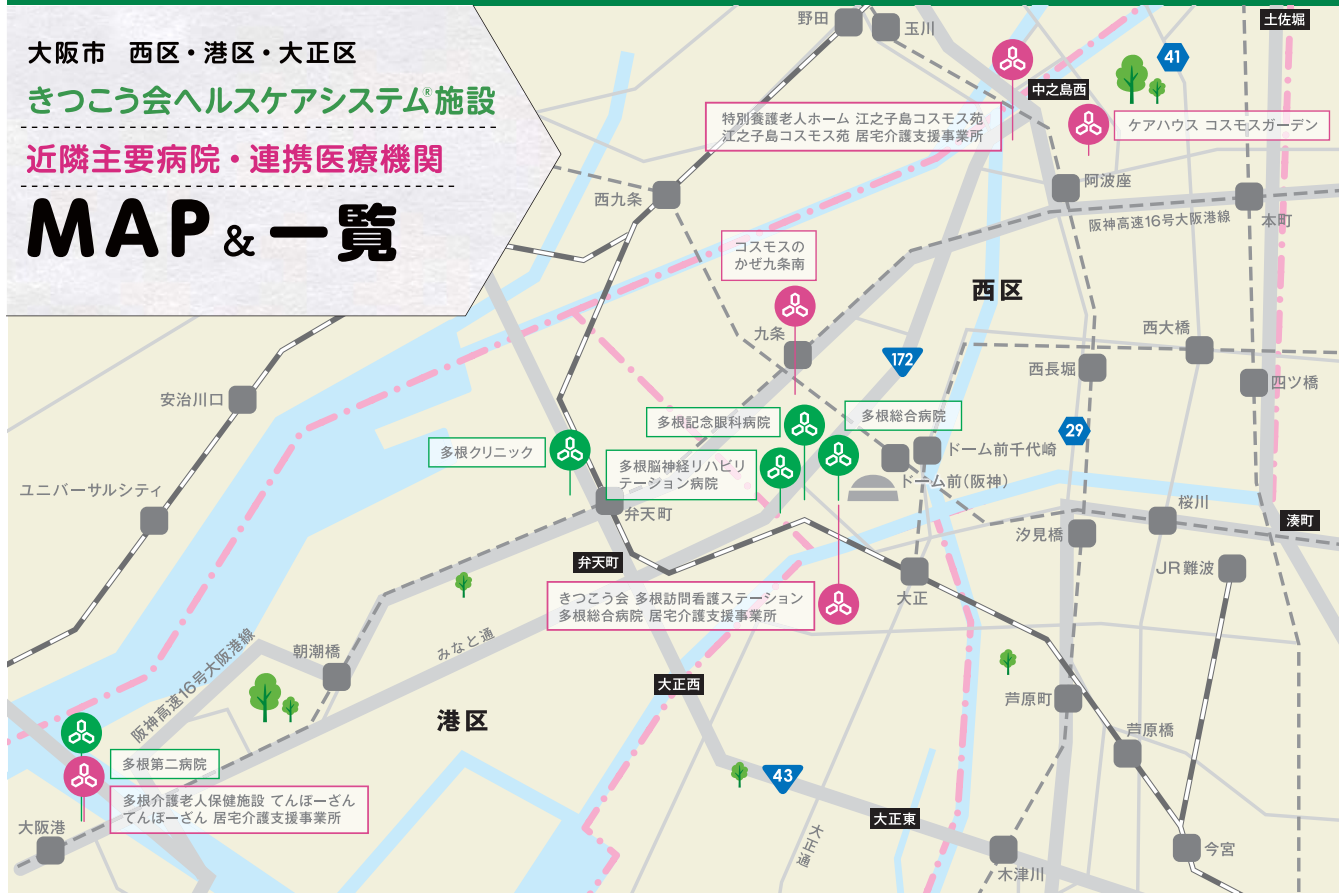 大阪市 西区・港区・大正区
きつこう会ヘルスケアシステム®施設
近隣主要病院・連携医療機関
MAP & 一覧
野田
玉川
土佐堀
41
中之島西
特別養護老人ホーム 江之子島コスモス苑
江之子島コスモス苑 居宅介護支援事業所
ケアハウス コスモスガーデン
阿波座
西九条
阪神高速16号大阪港線
本町
コスモスの
かぜ九条南
西区
九条
172
西大橋
西長堀
四ツ橋
安治川口
多根記念眼科病院
多根総合病院
29
多根クリニック
ドーム前千代崎
多根脳神経リハビリ
テーション病院
ドーム前(阪神)
ユニバーサルシティ
弁天町
桜川
汐見橋
湊町
弁天町
JR難波
きつこう会 多根訪問看護ステーション
多根総合病院 居宅介護支援事業所
大正
みなと通
朝潮橋
阪神高速16号大阪港線
大正西
芦原町
港区
芦原橋
多根第二病院
43
多根介護老人保健施設 てんぽーざん
てんぽーざん 居宅介護支援事業所
大阪港
大正東
大正通
今宮
木津川